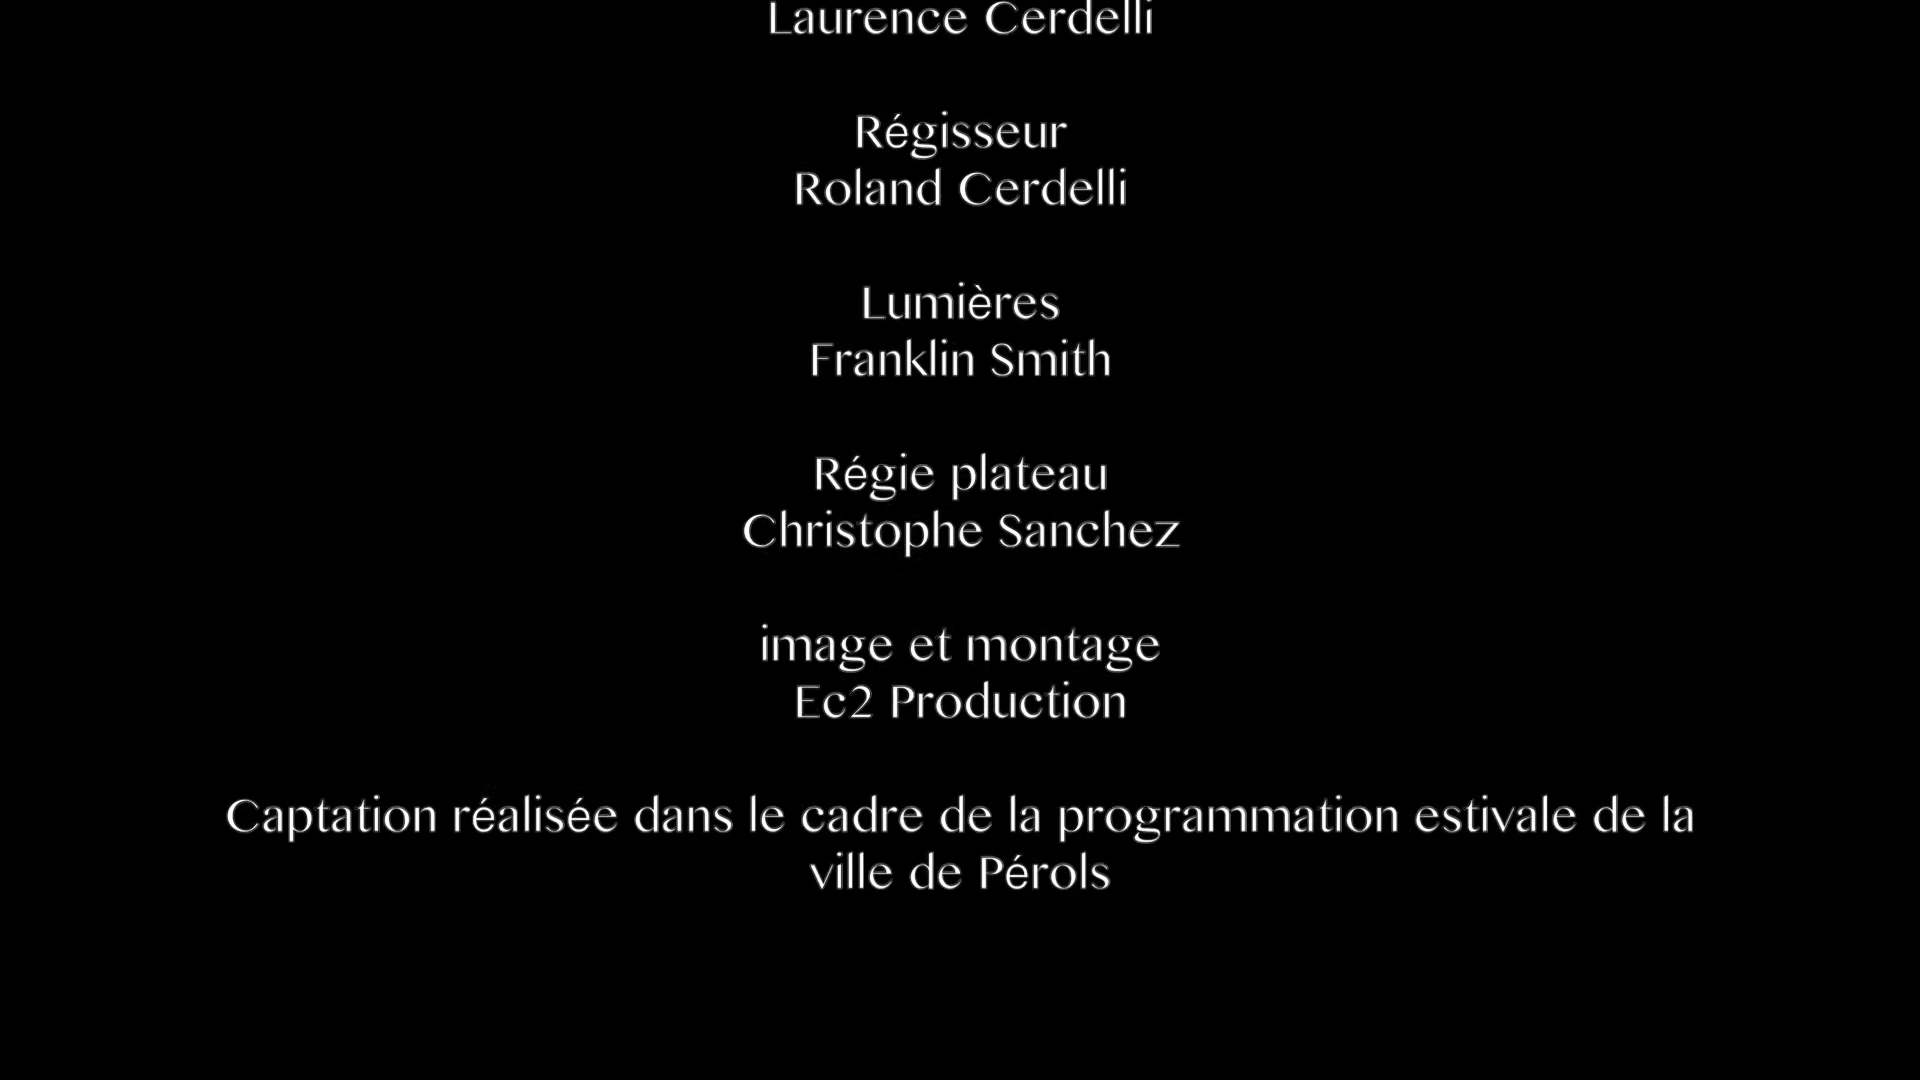 Laurence Cerdelli
Régisseur
Roland Cerdelli
Lumières
Franklin Smith
Régie plateau
Christophe Sanchez
image et montage
Ec2 Production
Captation réalisée dans le cadre de la programmation estivale de la
ville de Pérols